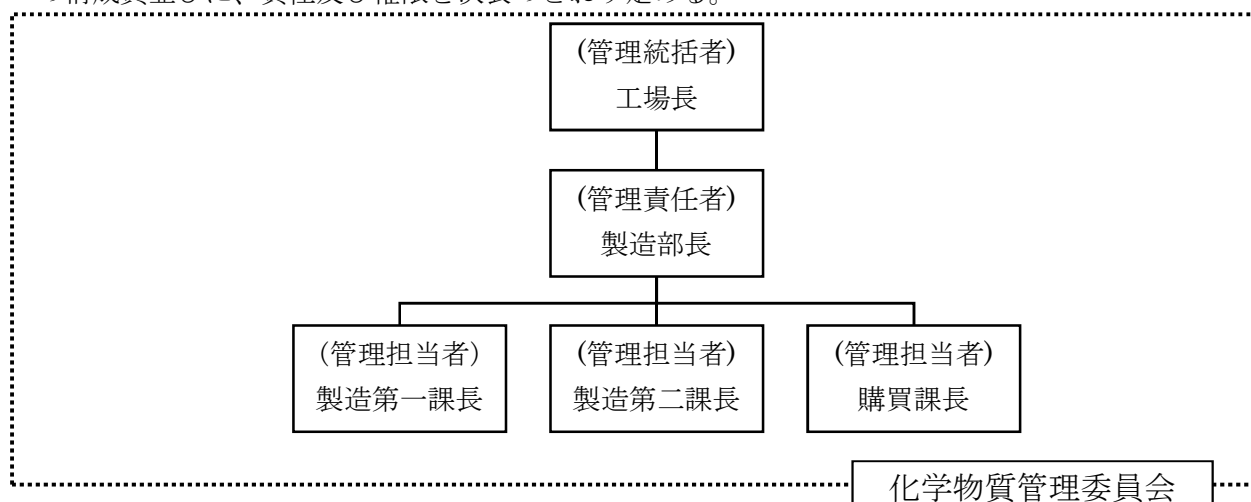 (管理統括者)
工場長
(管理責任者)
製造部長
(管理担当者)
製造第一課長
(管理担当者)
製造第二課長
(管理担当者)
購買課長
化学物質管理委員会